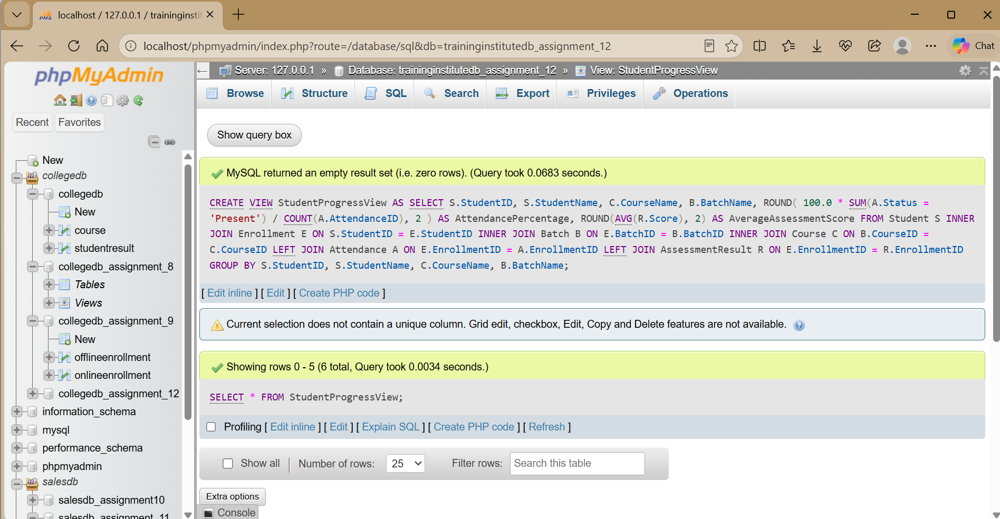 localhost / 127.0.0.1 / traininginstit
localhost/phpmyadmin/index.php?route=/database/sql&db=traininginstitutedb_assignment_12
Chat
phpMyAdmin
Recent
Favorites
New
collegedb
collegedb
New
course
studentresult
collegedb_assignment_8
Tables
Views
collegedb_assignment_9
New
offlineenrollment
onlineenrollment
collegedb_assignment_12
information_schema
mysql
performance_schema
phpmyadmin
salesdb
salesdb_assignment10
salesdb_assignment_11
Server: 127.0.0.1 » Database: traininginstitutedb_assignment_12 » View: StudentProgressView
Browse Structure SQL Search Export Privileges Operations
Show query box
MySQL returned an empty result set (i.e. zero rows). (Query took 0.0683 seconds.)
CREATE VIEW StudentProgressView AS SELECT S.StudentID, S.StudentName, C.CourseName, B.BatchName, ROUND( 100.0 * SUM(A.Status =
'Present') / COUNT(A.AttendanceID), 2 ) AS AttendancePercentage, ROUND(AVG(R.Score), 2) AS AverageAssessmentScore FROM Student S INNER
JOIN Enrollment E ON S.StudentID = E.StudentID INNER JOIN Batch B ON E.BatchID = B.BatchID INNER JOIN Course C ON B.CourseID =
C.CourseID LEFT JOIN Attendance A ON E.EnrollmentID = A.EnrollmentID LEFT JOIN AssessmentResult R ON E.EnrollmentID = R.EnrollmentID
GROUP BY S.StudentID, S.StudentName, C.CourseName, B.BatchName;
[ Edit inline ] [ Edit ] [ Create PHP code ]
Current selection does not contain a unique column. Grid edit, checkbox, Edit, Copy and Delete features are not available.
Showing rows 0 - 5 (6 total, Query took 0.0034 seconds.)
SELECT * FROM StudentProgressView;
Profiling [ Edit inline ] [ Edit ] [ Explain SQL ] [ Create PHP code ] [ Refresh ]
Show all | Number of rows: 25 Filter rows: Search this table
Extra options
Console